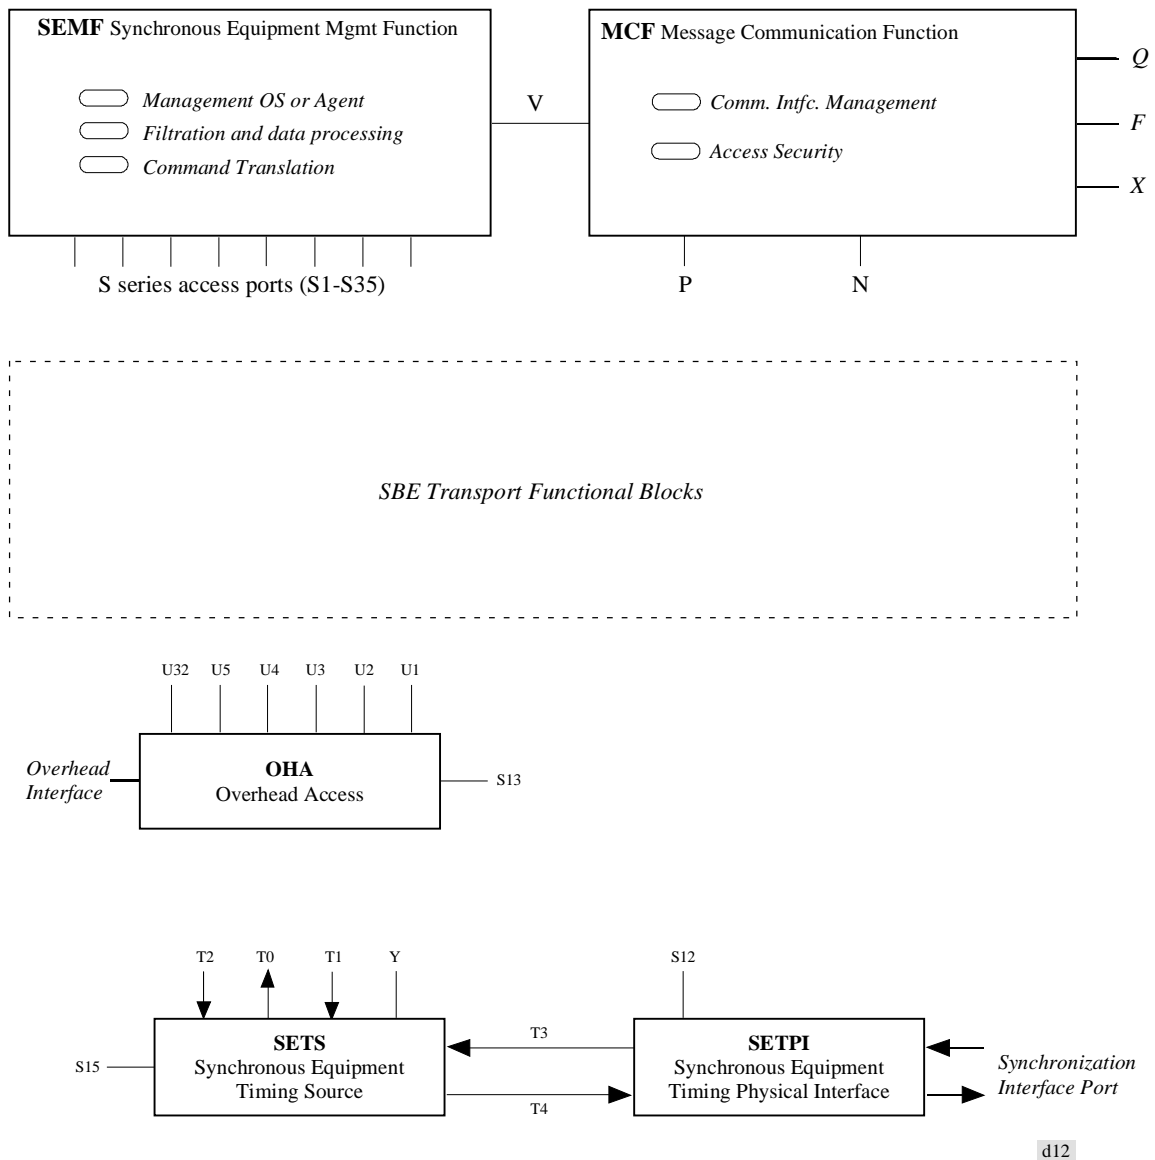 SEMF Synchronous Equipment Mgmt Function
Management OS or Agent
Filtration and data processing
Command Translation
V
MCF Message Communication Function
Comm. Intfc. Management
Access Security
Q
F
X
S series access ports (S1-S35)
P
N
SBE Transport Functional Blocks
U32
U5
U4
U3
U2
U1
Overhead
Interface
OHA
Overhead Access
S13
T2
T0
T1
Y
S12
S15
SETS
Synchronous Equipment
Timing Source
T3
T4
SETPI
Synchronous Equipment
Timing Physical Interface
Synchronization
Interface Port
d12